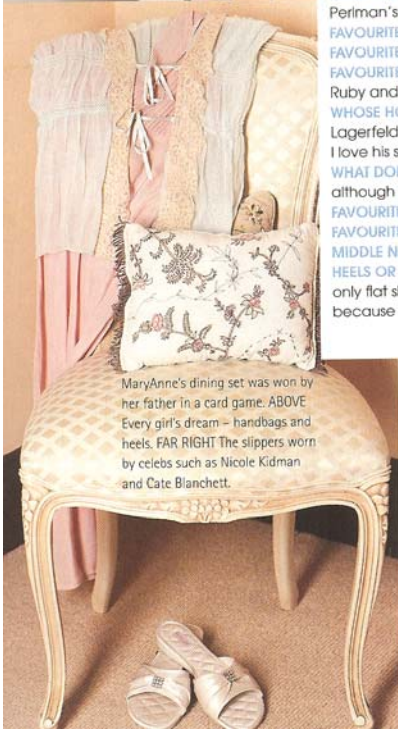 Perlman's
FAVOURITE
FAVOURITE
FAVOURITE
Ruby and
WHOSE HO
Lagerfeld
I love his s
WHAT DO
although
FAVOURITE
FAVOURITE
MIDDLE N
HEELS OR
only flat s
because
MaryAnne's dining set was won by
her father in a card game. ABOVE
Every girl's dream – handbags and
heels. FAR RIGHT The slippers worn
by celebs such as Nicole Kidman
and Cate Blanchett.